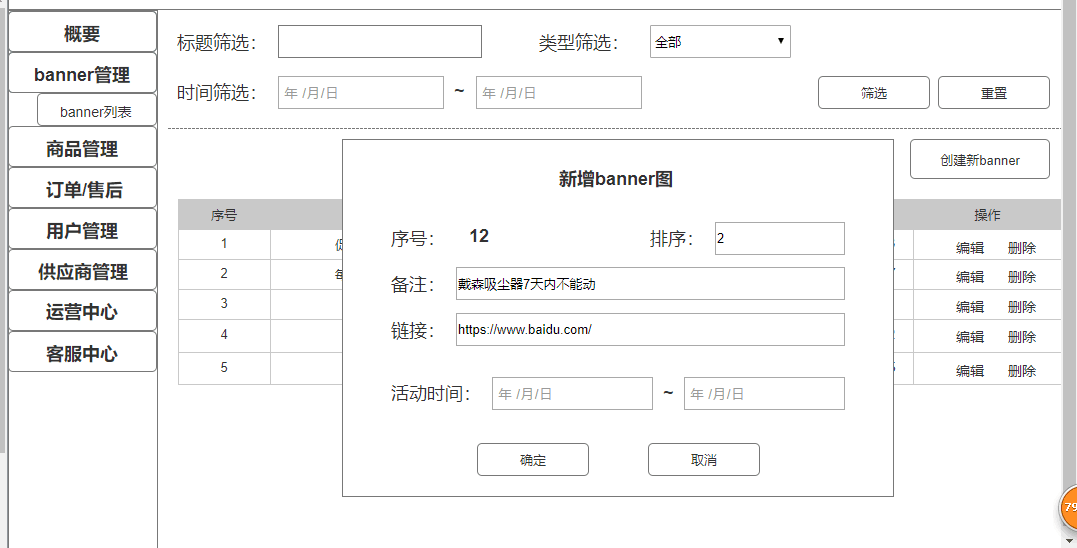 概要
banner管理
banner列表
商品管理
订单/售后
用户管理
供应商管理
运营中心
客服中心
标题筛选： 类型筛选： 全部
时间筛选： 年 /月/日 ~ 年 /月/日 筛选 重置
创建新banner
新增banner图
序号： 12 排序： 2
备注： 戴森吸尘器7天内不能动
链接： https://www.baidu.com/
活动时间： 年 /月/日 ~ 年 /月/日
确定 取消
序号 操作
1 编辑 删除
2 编辑 删除
3 编辑 删除
4 编辑 删除
5 编辑 删除
79